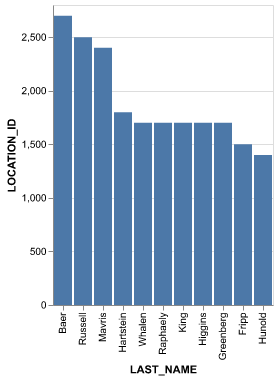 2,500
2,000
1,500
1,000
500
0
LOCATION_ID
Baer
Russell
Mavris
Hartstein
Whalen
Raphaely
King
Higgins
Greenberg
Fripp
Hunold
LAST_NAME